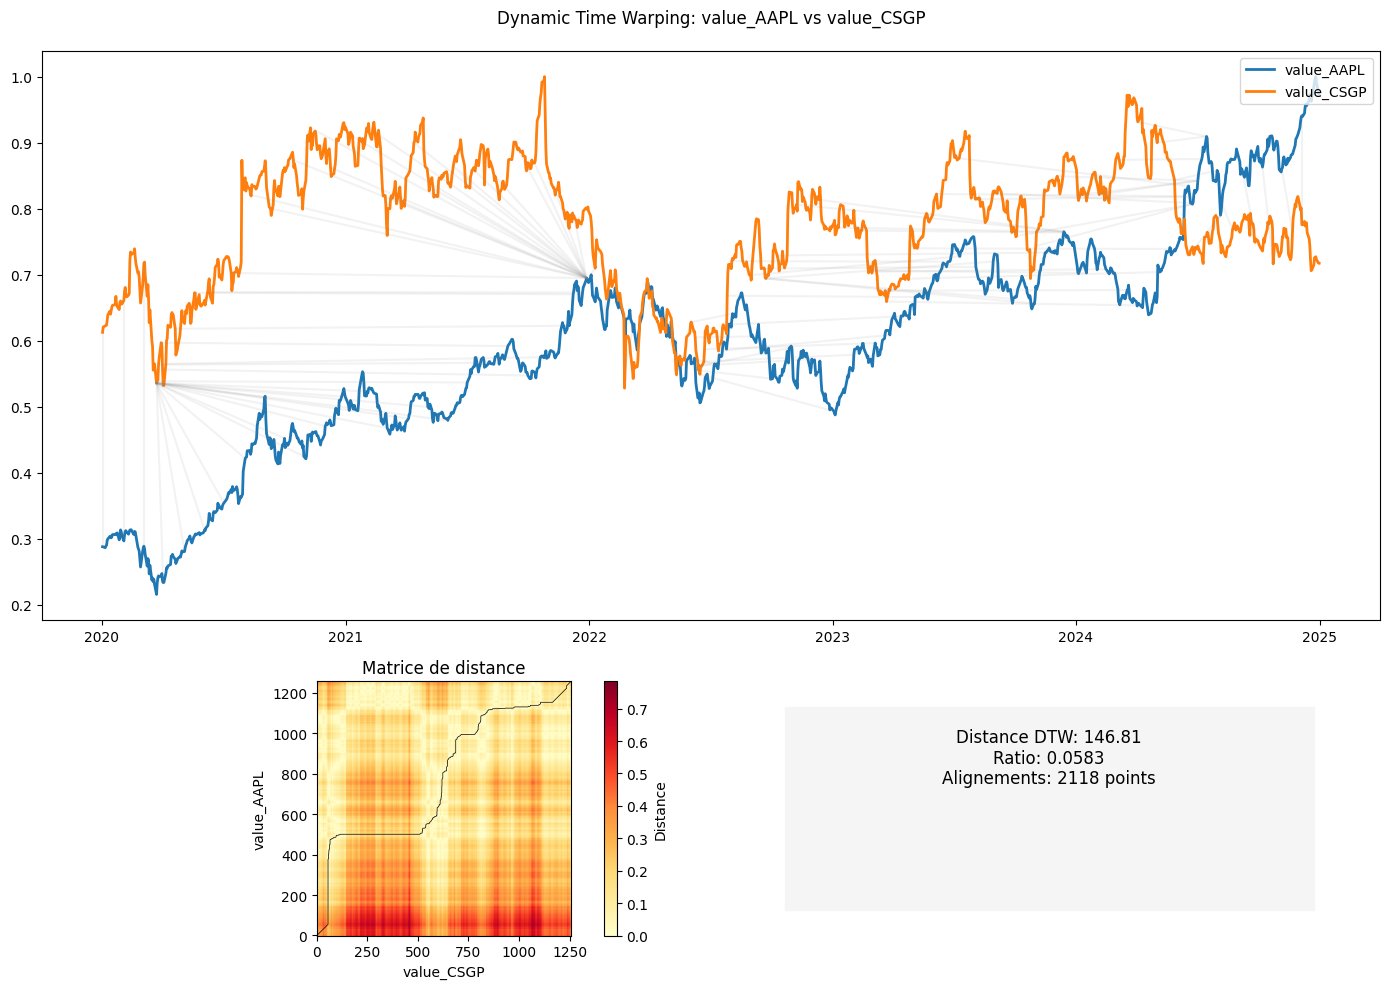 Dynamic Time Warping: value_AAPL vs value_CSGP
1.0
0.9
0.8
0.7
0.6
0.5
0.4
0.3
0.2
value_AAPL
value_CSGP
2020 2021 2022 2023 2024 2025
Matrice de distance
1200
1000
800
600
400
200
0
value_AAPL
0 250 500 750 1000 1250
value_CSGP
0.7
0.6
0.5
0.4
0.3
0.2
0.1
0.0
Distance
Distance DTW: 146.81
Ratio: 0.0583
Alignements: 2118 points